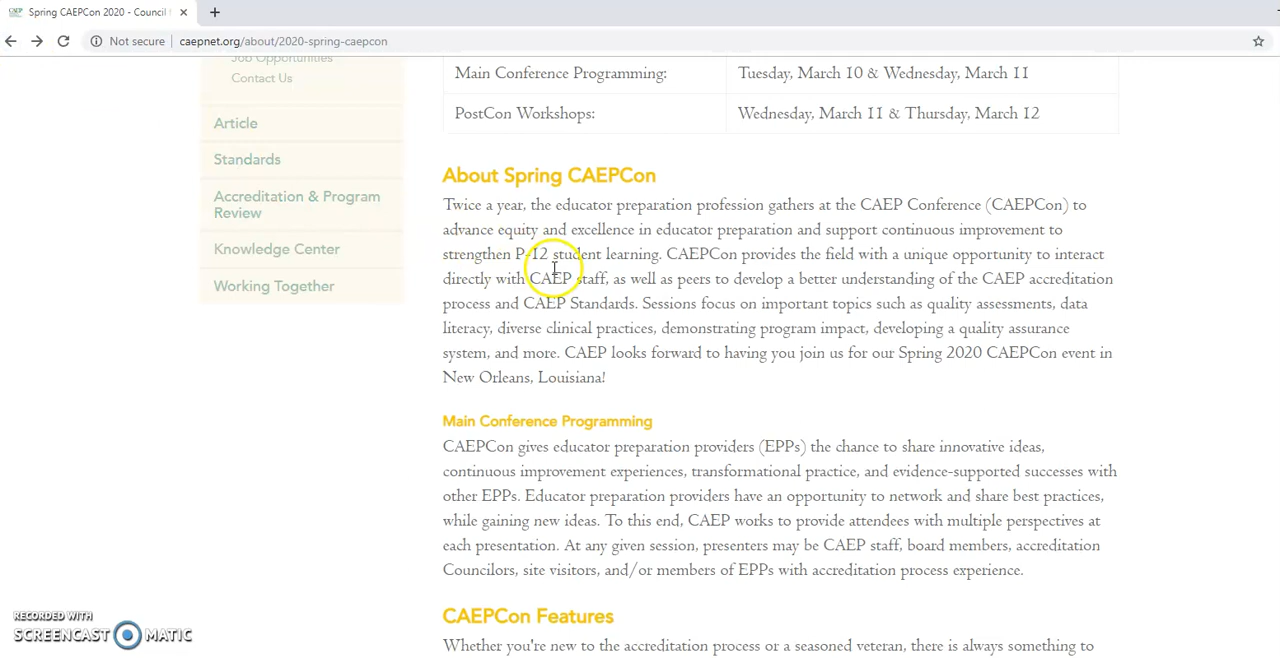 Spring CAEPCon 2020 - Council
Not secure
caepnet.org/about/2020-spring-caepcon
Job Opportunities
Contact Us
Article
Standards
Accreditation & Program
Review
Knowledge Center
Working Together
Main Conference Programming: Tuesday, March 10 & Wednesday, March 11
PostCon Workshops: Wednesday, March 11 & Thursday, March 12
About Spring CAEPCon
Twice a year, the educator preparation profession gathers at the CAEP Conference (CAEPCon) to
advance equity and excellence in educator preparation and support continuous improvement to
strengthen P-12 student learning. CAEPCon provides the field with a unique opportunity to interact
directly with CAEP staff, as well as peers to develop a better understanding of the CAEP accreditation
process and CAEP Standards. Sessions focus on important topics such as quality assessments, data
literacy, diverse clinical practices, demonstrating program impact, developing a quality assurance
system, and more. CAEP looks forward to having you join us for our Spring 2020 CAEPCon event in
New Orleans, Louisiana!
Main Conference Programming
CAEPCon gives educator preparation providers (EPPs) the chance to share innovative ideas,
continuous improvement experiences, transformational practice, and evidence-supported successes with
other EPPs. Educator preparation providers have an opportunity to network and share best practices,
while gaining new ideas. To this end, CAEP works to provide attendees with multiple perspectives at
each presentation. At any given session, presenters may be CAEP staff, board members, accreditation
Councilors, site visitors, and/or members of EPPs with accreditation process experience.
CAEPCon Features
Whether you're new to the accreditation process or a seasoned veteran, there is always something to
RECORDED WITH
SCREENCAST MATIC